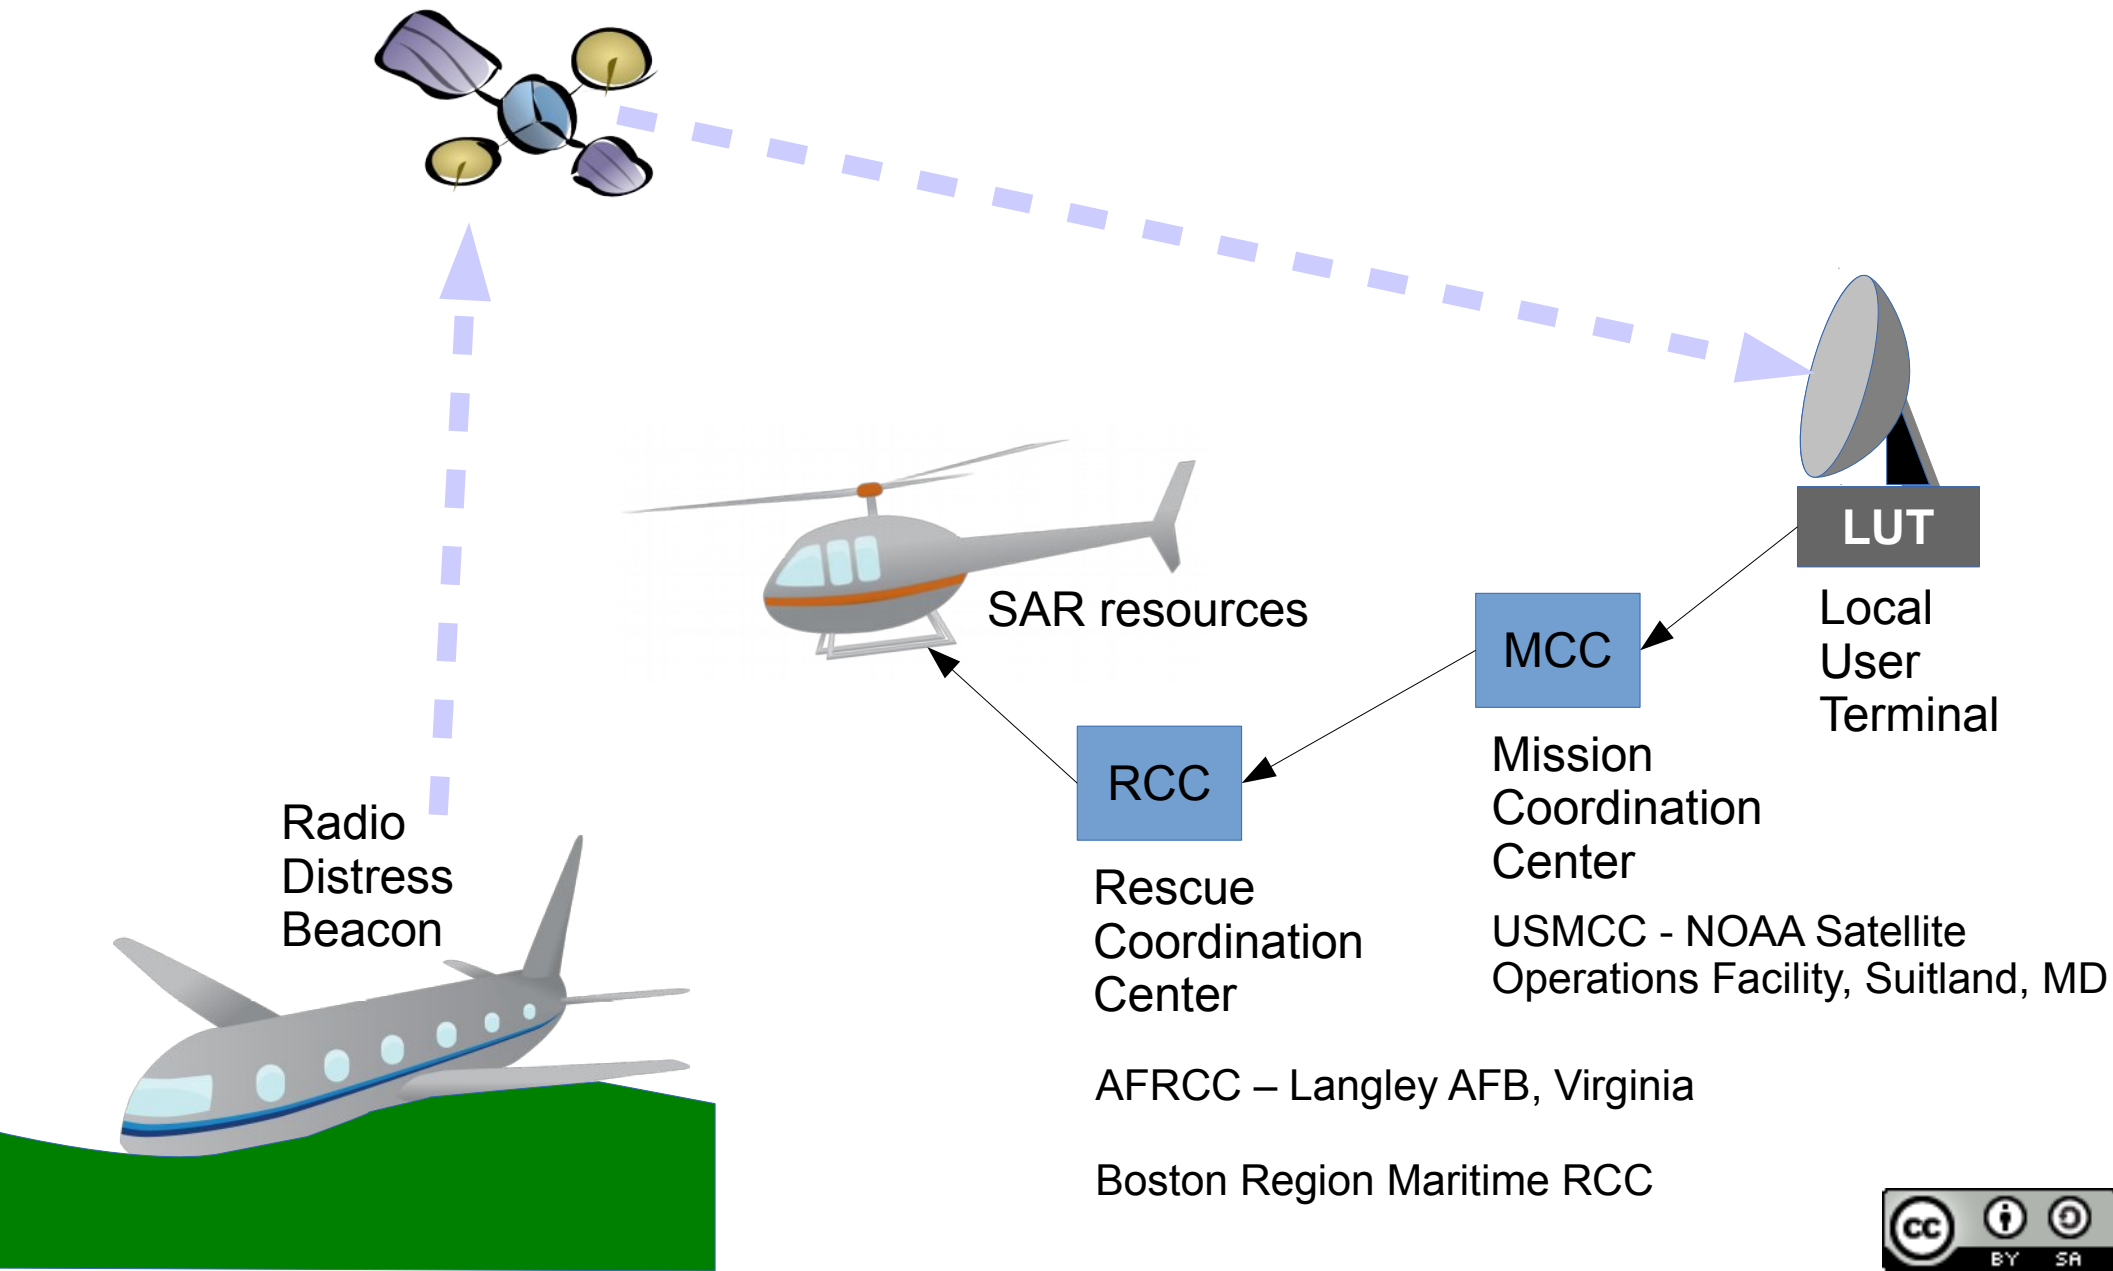 LUT
Local
User
Terminal
SAR resources
MCC
Mission
Coordination
Center
USMCC - NOAA Satellite
Operations Facility, Suitland, MD
RCC
Rescue
Coordination
Center
AFRCC – Langley AFB, Virginia
Boston Region Maritime RCC
Radio
Distress
Beacon
cc
BY SA